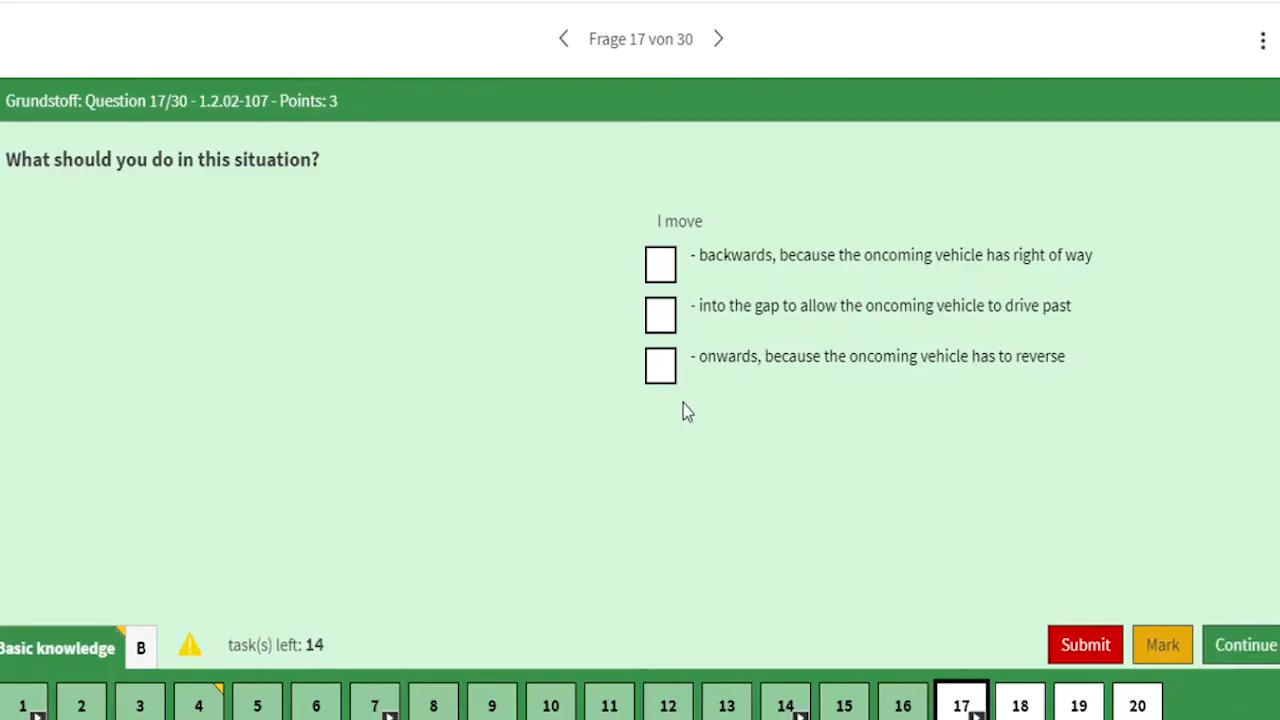 Frage 17 von 30
Grundstoff: Question 17/30 - 1.2.02-107 - Points: 3
What should you do in this situation?
I move
- backwards, because the oncoming vehicle has right of way
- into the gap to allow the oncoming vehicle to drive past
- onwards, because the oncoming vehicle has to reverse
Basic knowledge B task(s) left: 14 Submit Mark Continue
1 2 3 4 5 6 7 8 9 10 11 12 13 14 15 16 17 18 19 20